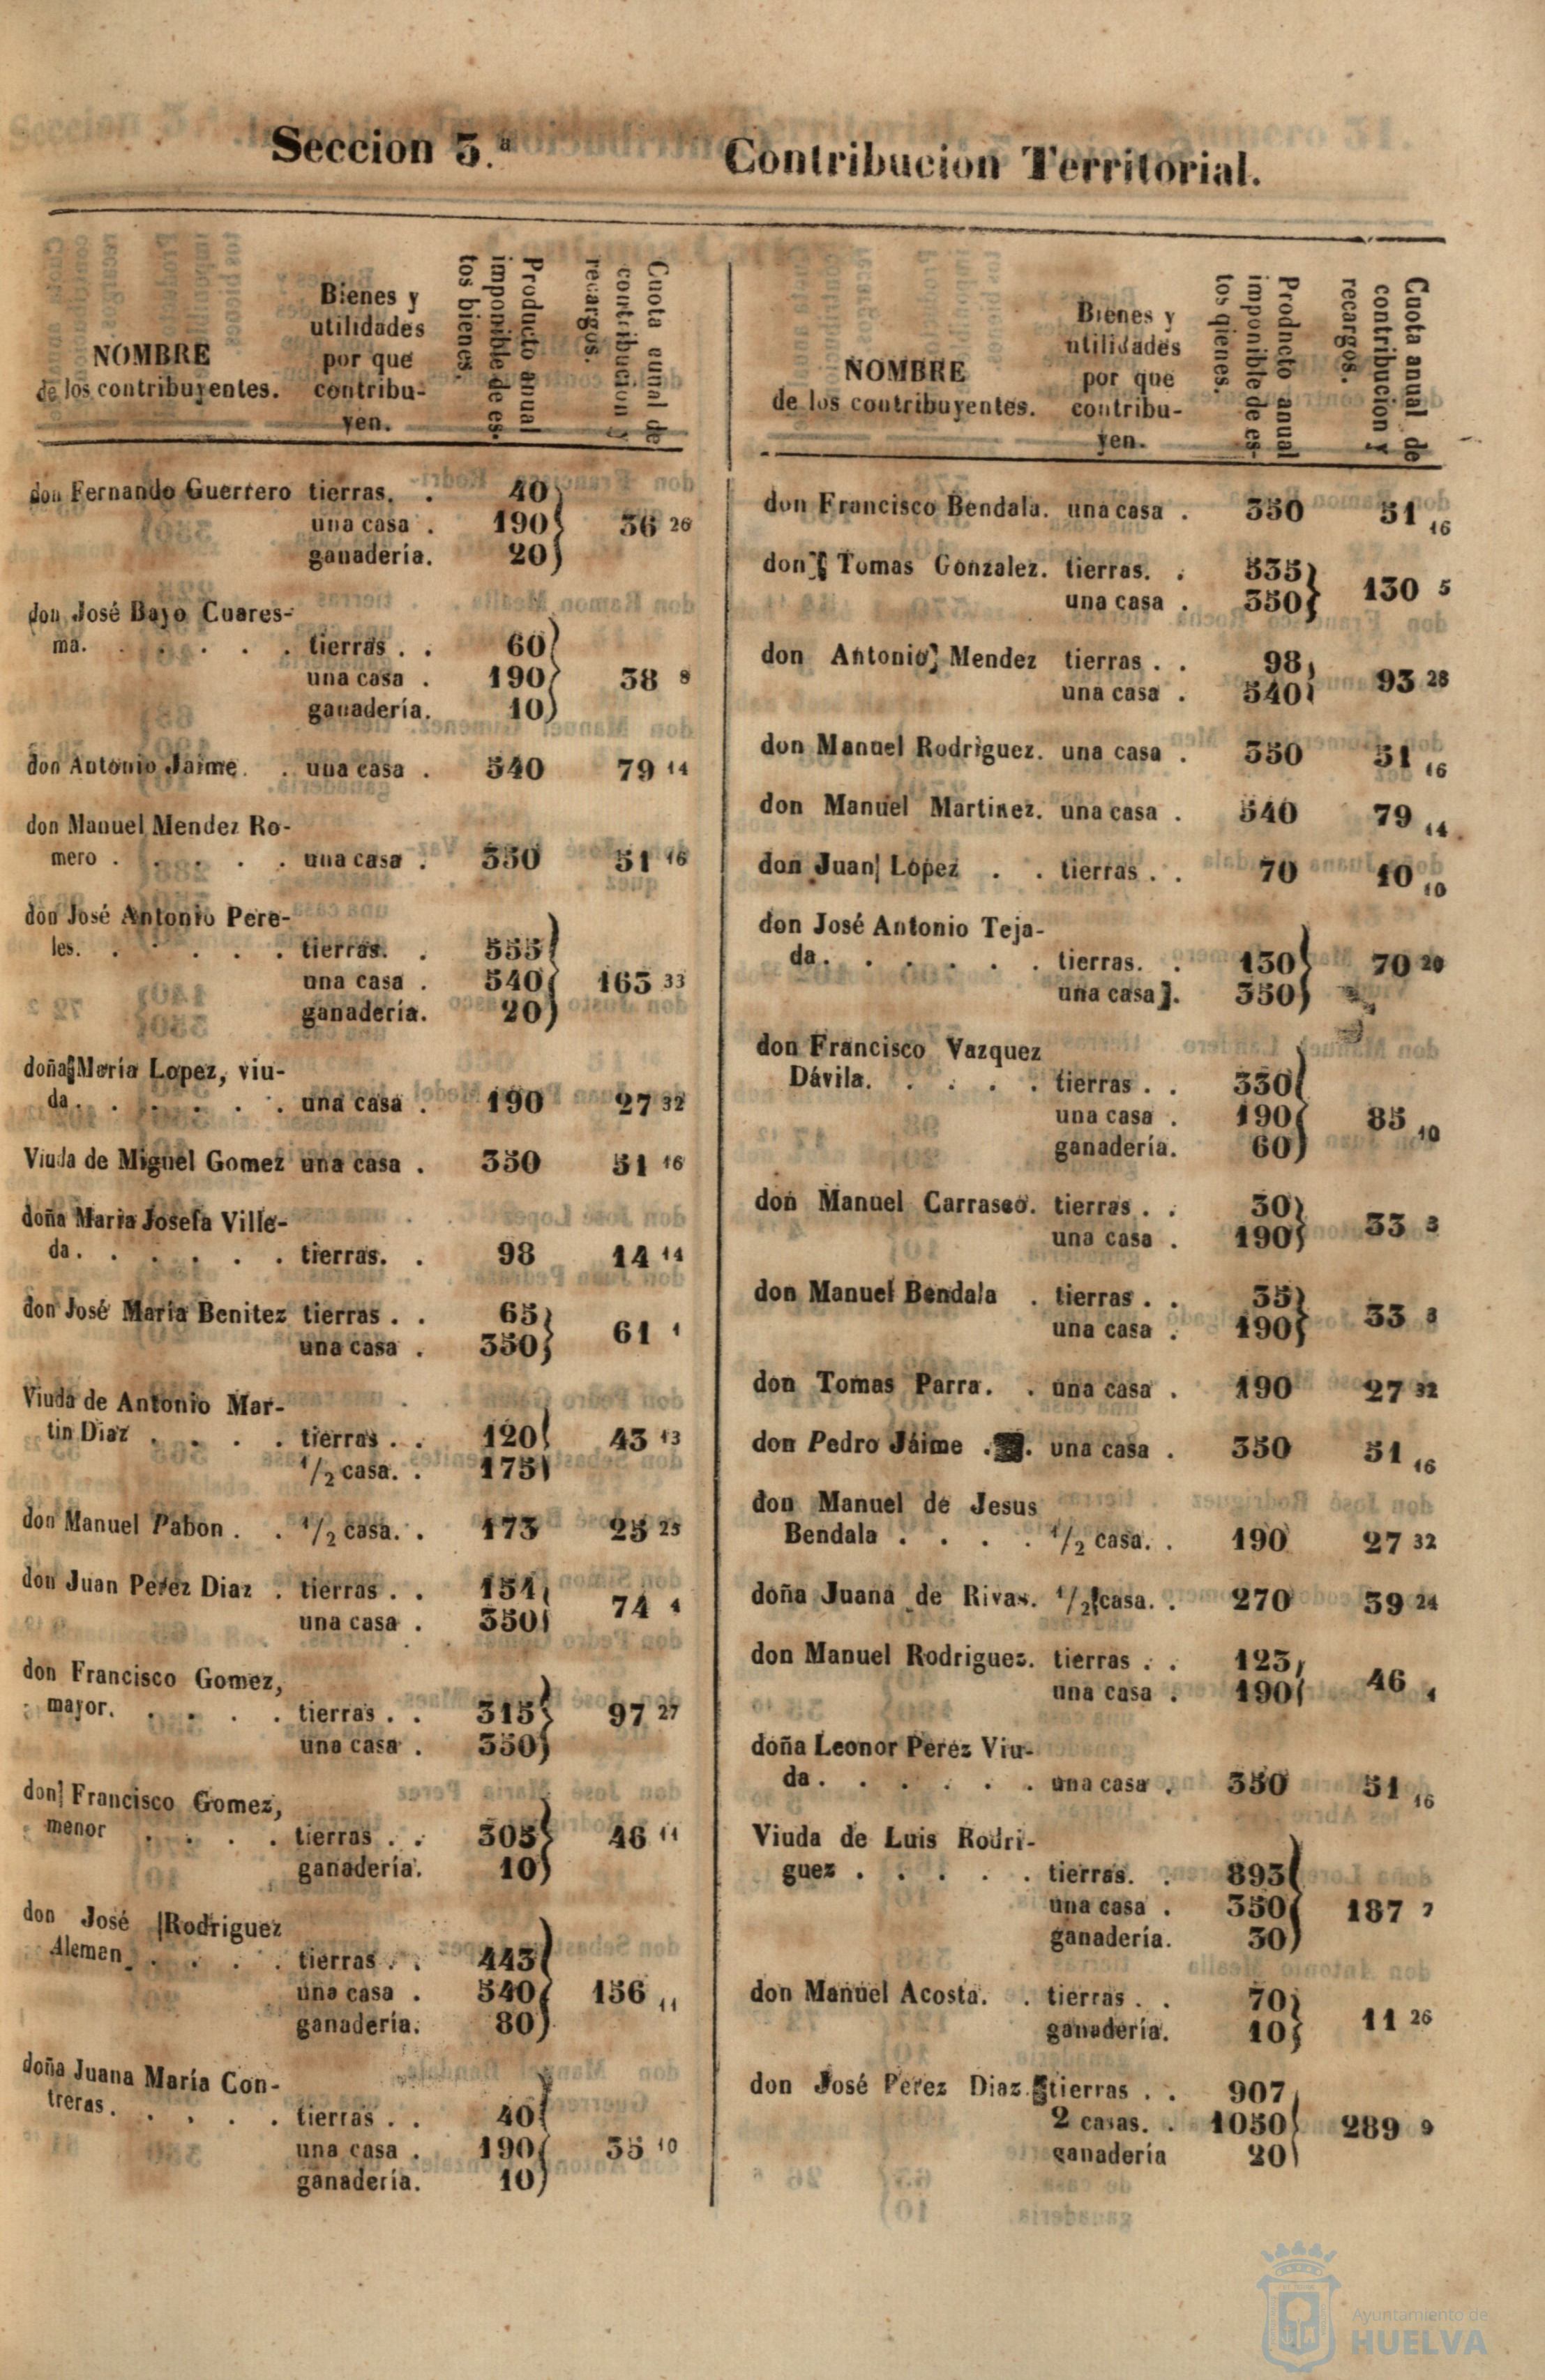 Seccion 3.ª Contribucion Territorial.
NOMBRE
de los contribuyentes.
Bienes y
utilidades
por que
contribu-
yen.
Producto anual
imponible de es-
tos bienes.
Cuota anual de
contribucion y
recargos.
don Fernando Guerrero tierras. . 40
una casa . 190 36 26
ganadería. 20
don José Bayo Cuares-
ma. . . . . . tierras . . 60
una casa . 190 38 8
ganadería. 10
don Antonio Jaime. . una casa . 540 79 14
don Manuel Mendez Ro-
mero . . . . . una casa . 350 51 16
don José Antonio Pere-
les. . . . . . tierras. . 555
una casa . 540 163 33
ganadería. 20
doña María Lopez, viu-
da. . . . . . una casa . 190 27 32
Viuda de Miguel Gomez una casa . 350 51 16
doña Maria Josefa Ville-
da. . . . . . tierras. . 98 14 14
don José María Benitez tierras . . 65
una casa . 350 61 1
Viuda de Antonio Mar-
tin Diaz . . . . tierras . . 120 43 13
1/2 casa. . 175
don Manuel Pabon . . 1/2 casa. . 175 25 25
don Juan Perez Diaz . tierras . . 154
una casa . 350 74 4
don Francisco Gomez,
mayor. . . . . tierras . . 315 97 27
una casa . 350
don Francisco Gomez,
menor . . . . tierras . . 305 46 11
ganadería. 10
don José Rodriguez
Alemen . . . . tierras . . 443
una casa . 540 156 11
ganadería. 80
doña Juana María Con-
treras. . . . . tierras . . 40
una casa . 190 35 10
ganadería. 10
NOMBRE
de los contribuyentes.
Bienes y
utilidades
por que
contribu-
yen.
Producto anual
imponible de es-
tos qienes.
Cuota anual de
contribucion y
recargos.
don Francisco Bendala. una casa . 350 51 16
don Tomas Gonzalez. tierras. . 535
una casa . 350 130 5
don Antonio Mendez tierras . . 98
una casa . 540 93 28
don Manuel Rodriguez. una casa . 350 51 16
don Manuel Martinez. una casa . 540 79 14
don Juan Lopez . . tierras . . 70 10 10
don José Antonio Teja-
da. . . . . . tierras. . 130 70 20
una casa . 350
don Francisco Vazquez
Dávila. . . . . tierras . . 330
una casa . 190 85 10
ganadería. 60
don Manuel Carrasco. tierras . . 30
una casa . 190 33 3
don Manuel Bendala . tierras . . 35
una casa . 190 33 3
don Tomas Parra. . una casa . 190 27 32
don Pedro Jaime . . una casa . 350 51 16
don Manuel de Jesus
Bendala . . . . 1/2 casa. . 190 27 32
doña Juana de Rivas. 1/2 casa. . 270 39 24
don Manuel Rodriguez. tierras . . 123
una casa . 190 46 4
doña Leonor Perez Viu-
da. . . . . . una casa . 350 51 16
Viuda de Luis Rodri-
guez . . . . . tierras. . 893
una casa . 350 187 7
ganadería. 30
don Manuel Acosta. . tierras . . 70
ganadería. 10 11 26
don José Perez Diaz. tierras . . 907
2 casas. . 1050 289 9
ganadería 20
Ayuntamiento de
HUELVA